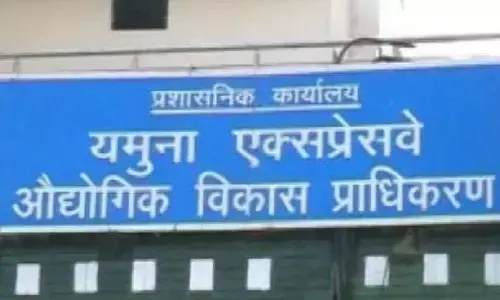 प्रशासनिक कार्यालय
यमुना एक्सप्रेसवे
औद्योगिक विकास प्राधिकरण